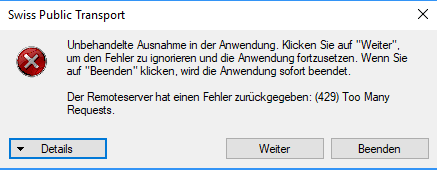 Swiss Public Transport
Unbehandelte Ausnahme in der Anwendung. Klicken Sie auf "Weiter",
um den Fehler zu ignorieren und die Anwendung fortzusetzen. Wenn Sie
auf "Beenden" klicken, wird die Anwendung sofort beendet.
Der Remoteserver hat einen Fehler zurückgegeben: (429) Too Many
Requests.
Details
Weiter
Beenden